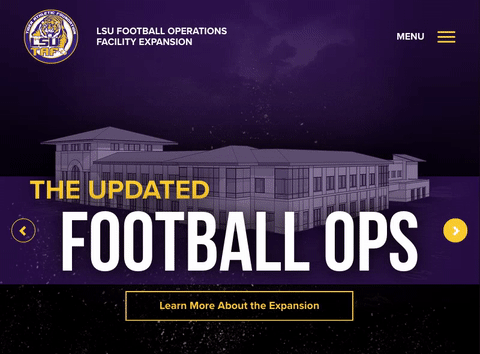 TIGER ATHLETIC FOUNDATION
LSU
TAF
LSU FOOTBALL OPERATIONS
FACILITY EXPANSION
MENU
THE UPDATED
FOOTBALL OPS
Learn More About the Expansion